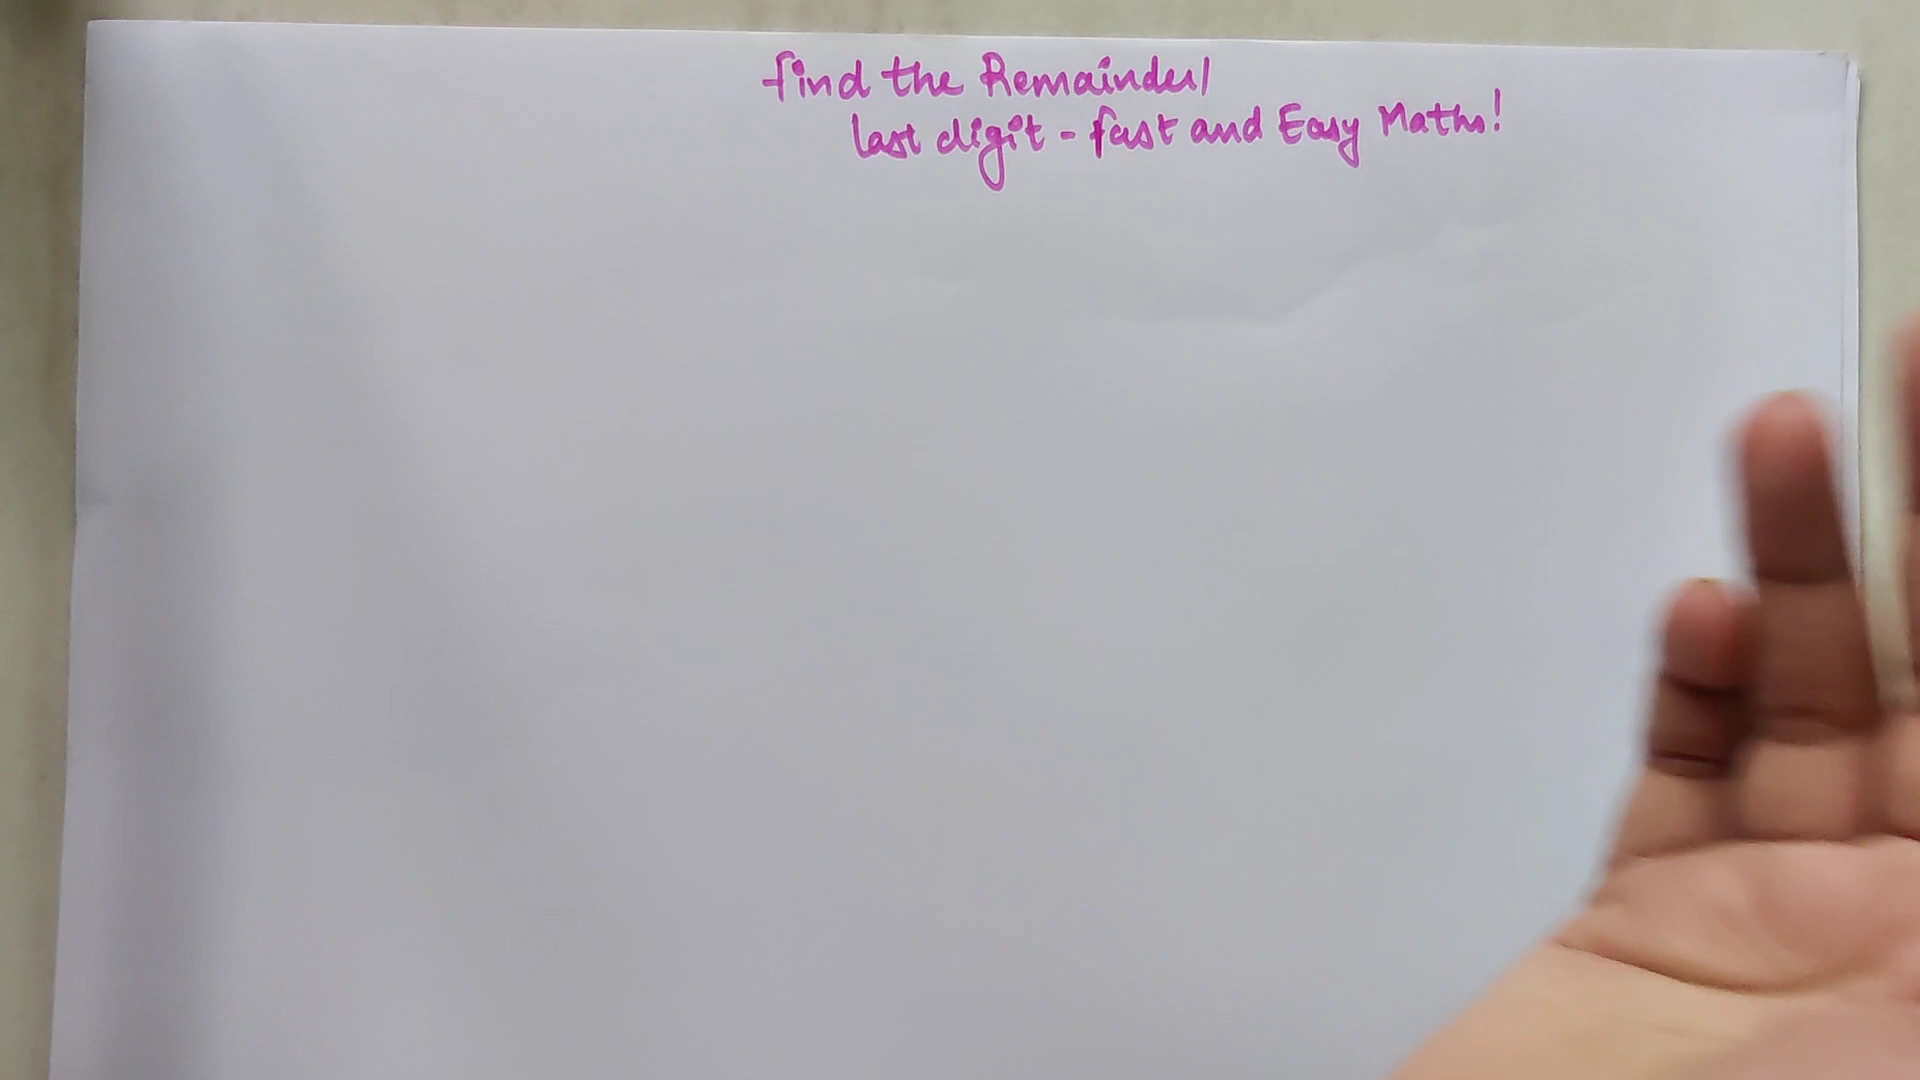 find the Remainder/
last digit - fast and Easy Maths!